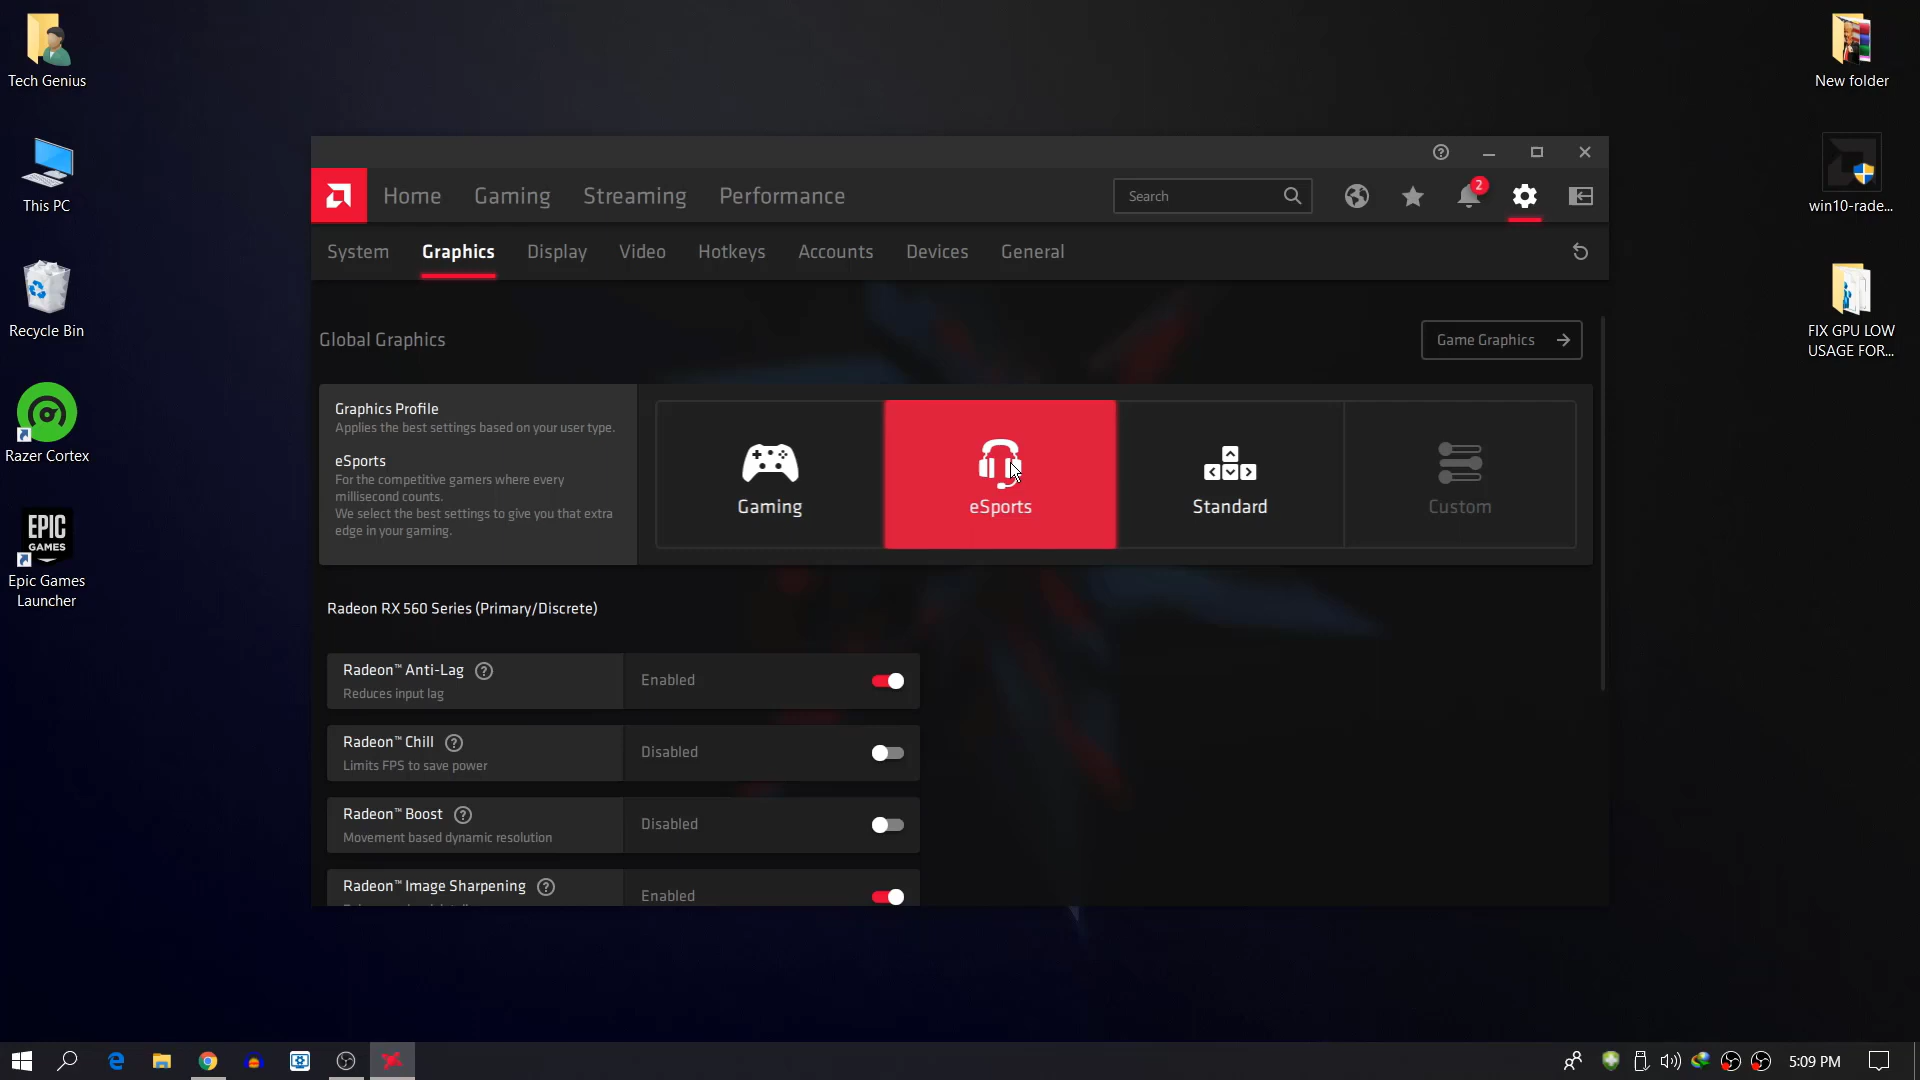 Tech Genius
This PC
Recycle Bin
Razer Cortex
EPIC
GAMES
Epic Games
Launcher
New folder
win10-rade...
FIX GPU LOW
USAGE FOR...
Home Gaming Streaming Performance
Search
2
System Graphics Display Video Hotkeys Accounts Devices General
Global Graphics
Game Graphics
Graphics Profile
Applies the best settings based on your user type.
eSports
For the competitive gamers where every
millisecond counts.
We select the best settings to give you that extra
edge in your gaming.
Gaming
eSports
Standard
Custom
Radeon RX 560 Series (Primary/Discrete)
Radeon™ Anti-Lag ?
Reduces input lag
Enabled
Radeon™ Chill ?
Limits FPS to save power
Disabled
Radeon™ Boost ?
Movement based dynamic resolution
Disabled
Radeon™ Image Sharpening ?
Enabled
5:09 PM